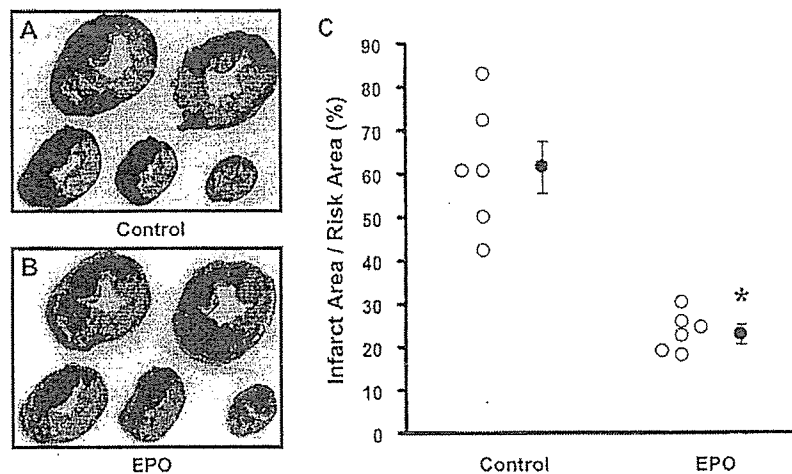 A
Control
B
EPO
C
Infarct Area / Risk Area (%)
90
80
70
60
50
40
30
20
10
0
*
Control
EPO